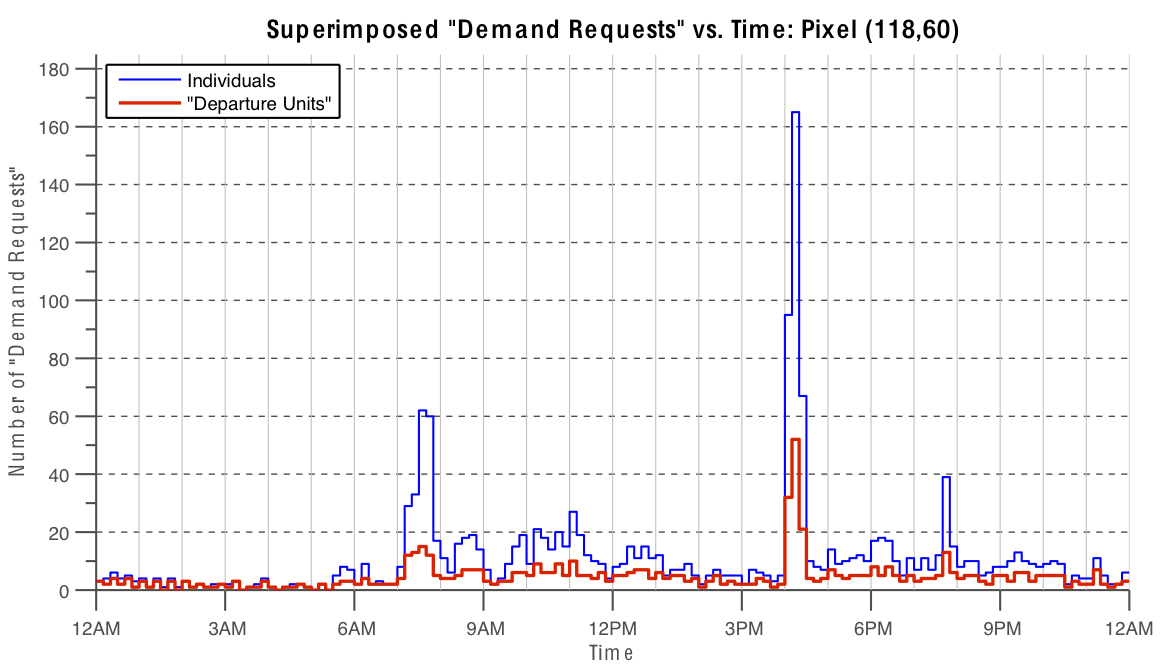 Superimposed "Demand Requests" vs. Time: Pixel (118,60)
Individuals
"Departure Units"
Number of "Demand Requests"
180
160
140
120
100
80
60
40
20
0
12AM 3AM 6AM 9AM 12PM 3PM 6PM 9PM 12AM
Time